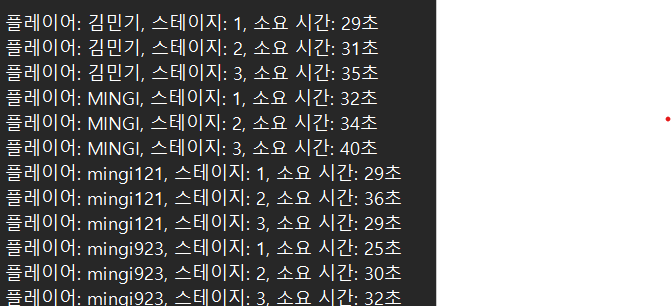 플레이어: 김민기, 스테이지: 1, 소요 시간: 29초
플레이어: 김민기, 스테이지: 2, 소요 시간: 31초
플레이어: 김민기, 스테이지: 3, 소요 시간: 35초
플레이어: MINGI, 스테이지: 1, 소요 시간: 32초
플레이어: MINGI, 스테이지: 2, 소요 시간: 34초
플레이어: MINGI, 스테이지: 3, 소요 시간: 40초
플레이어: mingi121, 스테이지: 1, 소요 시간: 29초
플레이어: mingi121, 스테이지: 2, 소요 시간: 36초
플레이어: mingi121, 스테이지: 3, 소요 시간: 29초
플레이어: mingi923, 스테이지: 1, 소요 시간: 25초
플레이어: mingi923, 스테이지: 2, 소요 시간: 30초
플레이어: mingi923, 스테이지: 3, 소요 시간: 32초